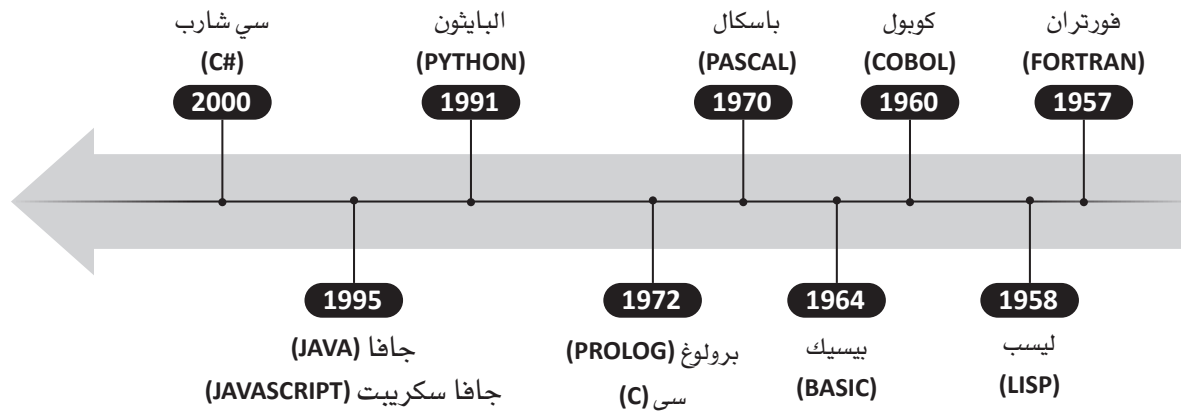 فورتران
(FORTRAN)
1957
كوبول
(COBOL)
1960
باسكال
(PASCAL)
1970
البايثون
(PYTHON)
1991
سي شارب
(C#)
2000
1958
ليسب
(LISP)
1964
بيسيك
(BASIC)
1972
برولوغ (PROLOG)
سي (C)
1995
جافا (JAVA)
جافا سكريبت (JAVASCRIPT)